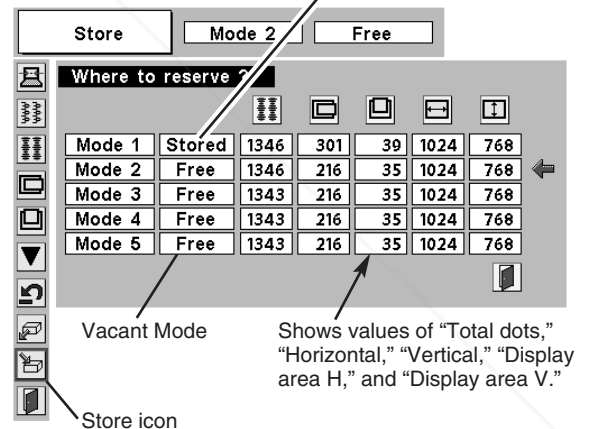 Store Mode 2 Free
Where to reserve ?
Mode 1 Stored 1346 301 39 1024 768
Mode 2 Free 1346 216 35 1024 768
Mode 3 Free 1343 216 35 1024 768
Mode 4 Free 1343 216 35 1024 768
Mode 5 Free 1343 216 35 1024 768
Vacant Mode
Shows values of “Total dots,”
“Horizontal,” “Vertical,” “Display
area H,” and “Display area V.”
Store icon